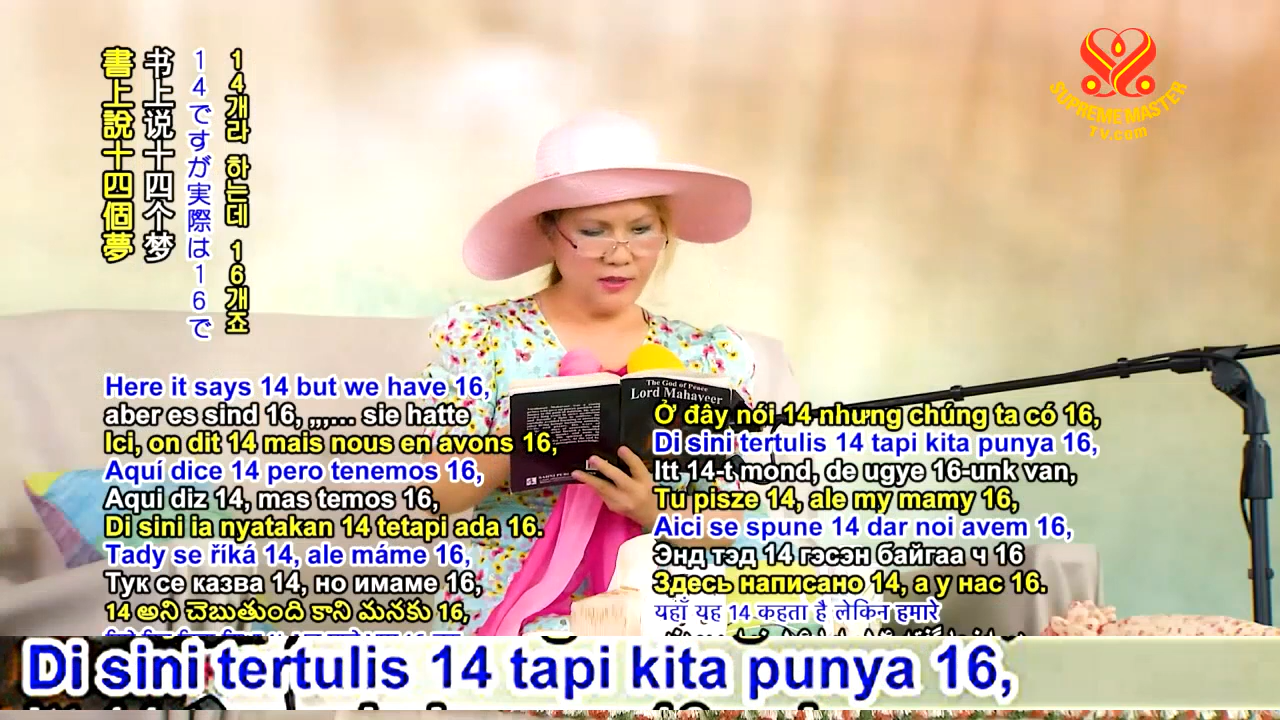 書上說十四個夢
书上说十四个梦
14ですが実際は16で
14개라 하는데 16개죠
SUPREME MASTER
TV.com
The God of Peace
Lord Mahaveer
Here it says 14 but we have 16,
aber es sind 16, „„… sie hatte
Ici, on dit 14 mais nous en avons 16,
Aquí dice 14 pero tenemos 16,
Aqui diz 14, mas temos 16,
Di sini ia nyatakan 14 tetapi ada 16.
Tady se říká 14, ale máme 16,
Тук се казва 14, но имаме 16,
14 అని చెబుతుంది కాని మనకు 16,
Ở đây nói 14 nhưng chúng ta có 16,
Di sini tertulis 14 tapi kita punya 16,
Itt 14-t mond, de ugye 16-unk van,
Tu pisze 14, ale my mamy 16,
Aici se spune 14 dar noi avem 16,
Энд тэд 14 гэсэн байгаа ч 16
Здесь написано 14, а у нас 16.
यहाँ यह 14 कहता है लेकिन हमारे
Di sini tertulis 14 tapi kita punya 16,